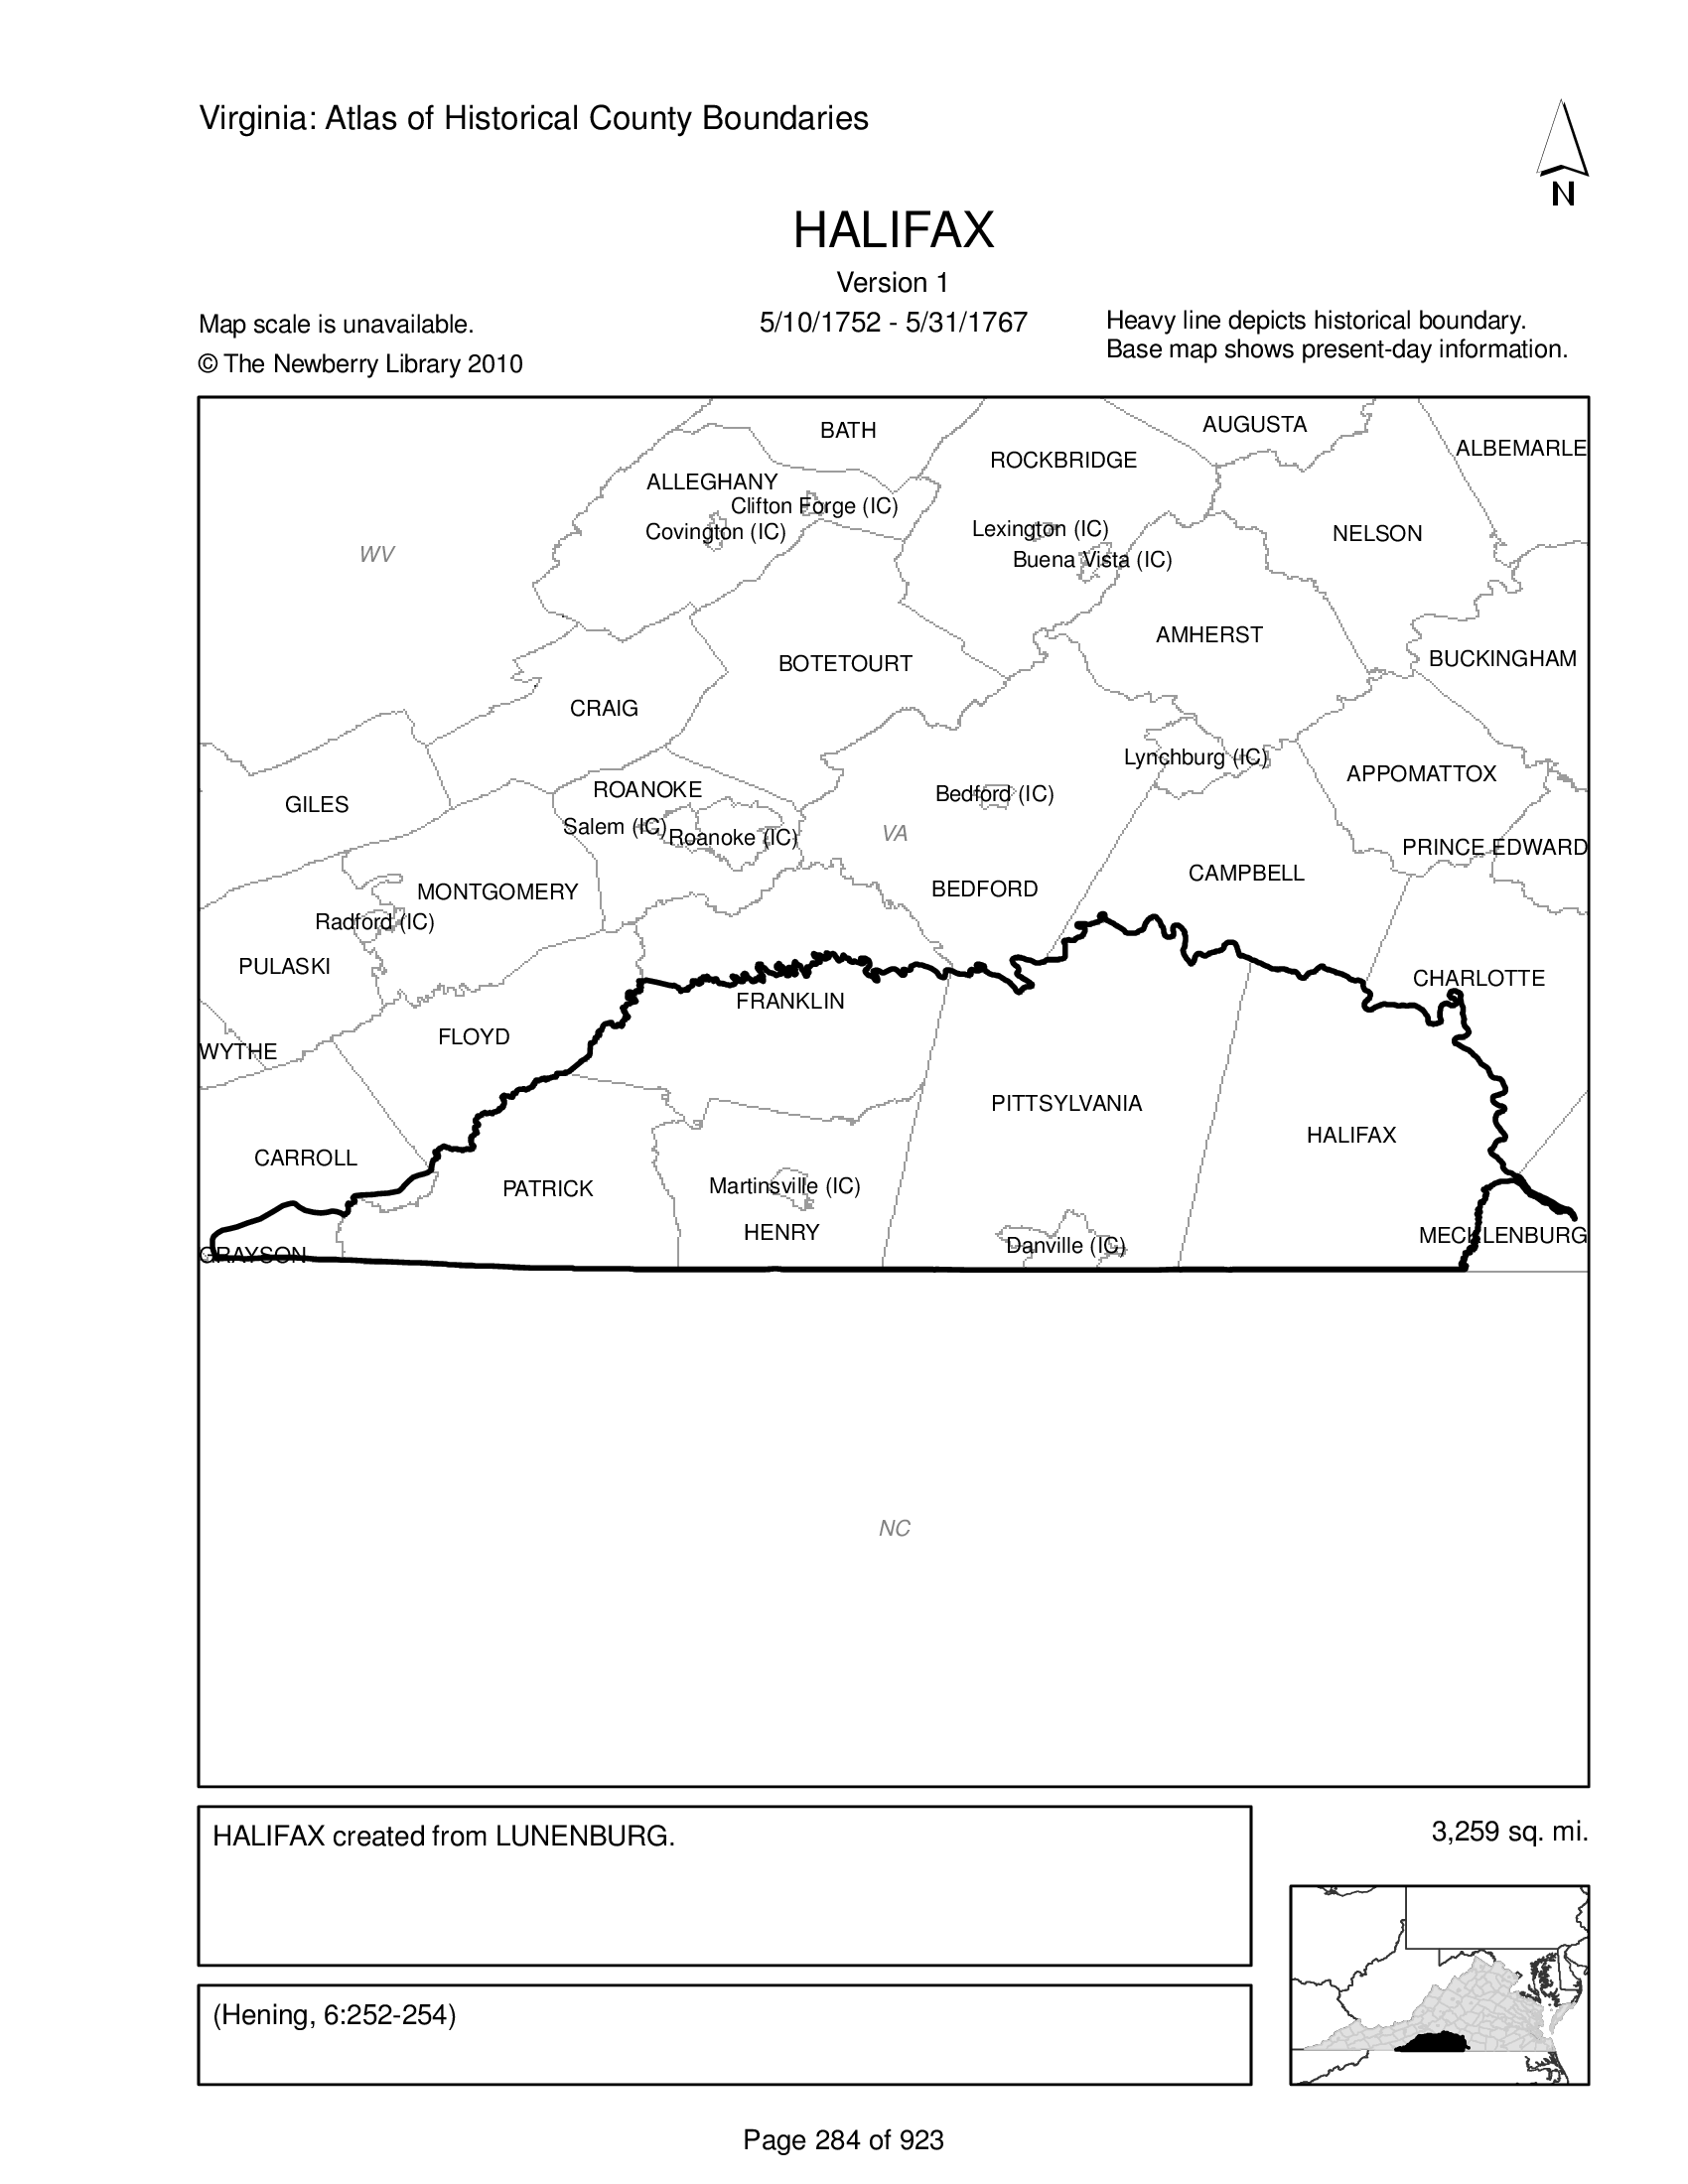 Virginia: Atlas of Historical County Boundaries
N
HALIFAX
Version 1
5/10/1752 - 5/31/1767
Map scale is unavailable.
© The Newberry Library 2010
Heavy line depicts historical boundary.
Base map shows present-day information.
BATH
AUGUSTA
ALBEMARLE
ROCKBRIDGE
ALLEGHANY
Clifton Forge (IC)
Covington (IC)
Lexington (IC)
NELSON
WV
Buena Vista (IC)
AMHERST
BOTETOURT
BUCKINGHAM
CRAIG
Lynchburg (IC)
APPOMATTOX
ROANOKE
Bedford (IC)
GILES
Salem (IC)
Roanoke (IC)
VA
PRINCE EDWARD
CAMPBELL
MONTGOMERY
BEDFORD
Radford (IC)
PULASKI
CHARLOTTE
FRANKLIN
FLOYD
WYTHE
PITTSYLVANIA
HALIFAX
CARROLL
PATRICK
Martinsville (IC)
HENRY
MECKLENBURG
Danville (IC)
GRAYSON
NC
HALIFAX created from LUNENBURG.
3,259 sq. mi.
(Hening, 6:252-254)
Page 284 of 923